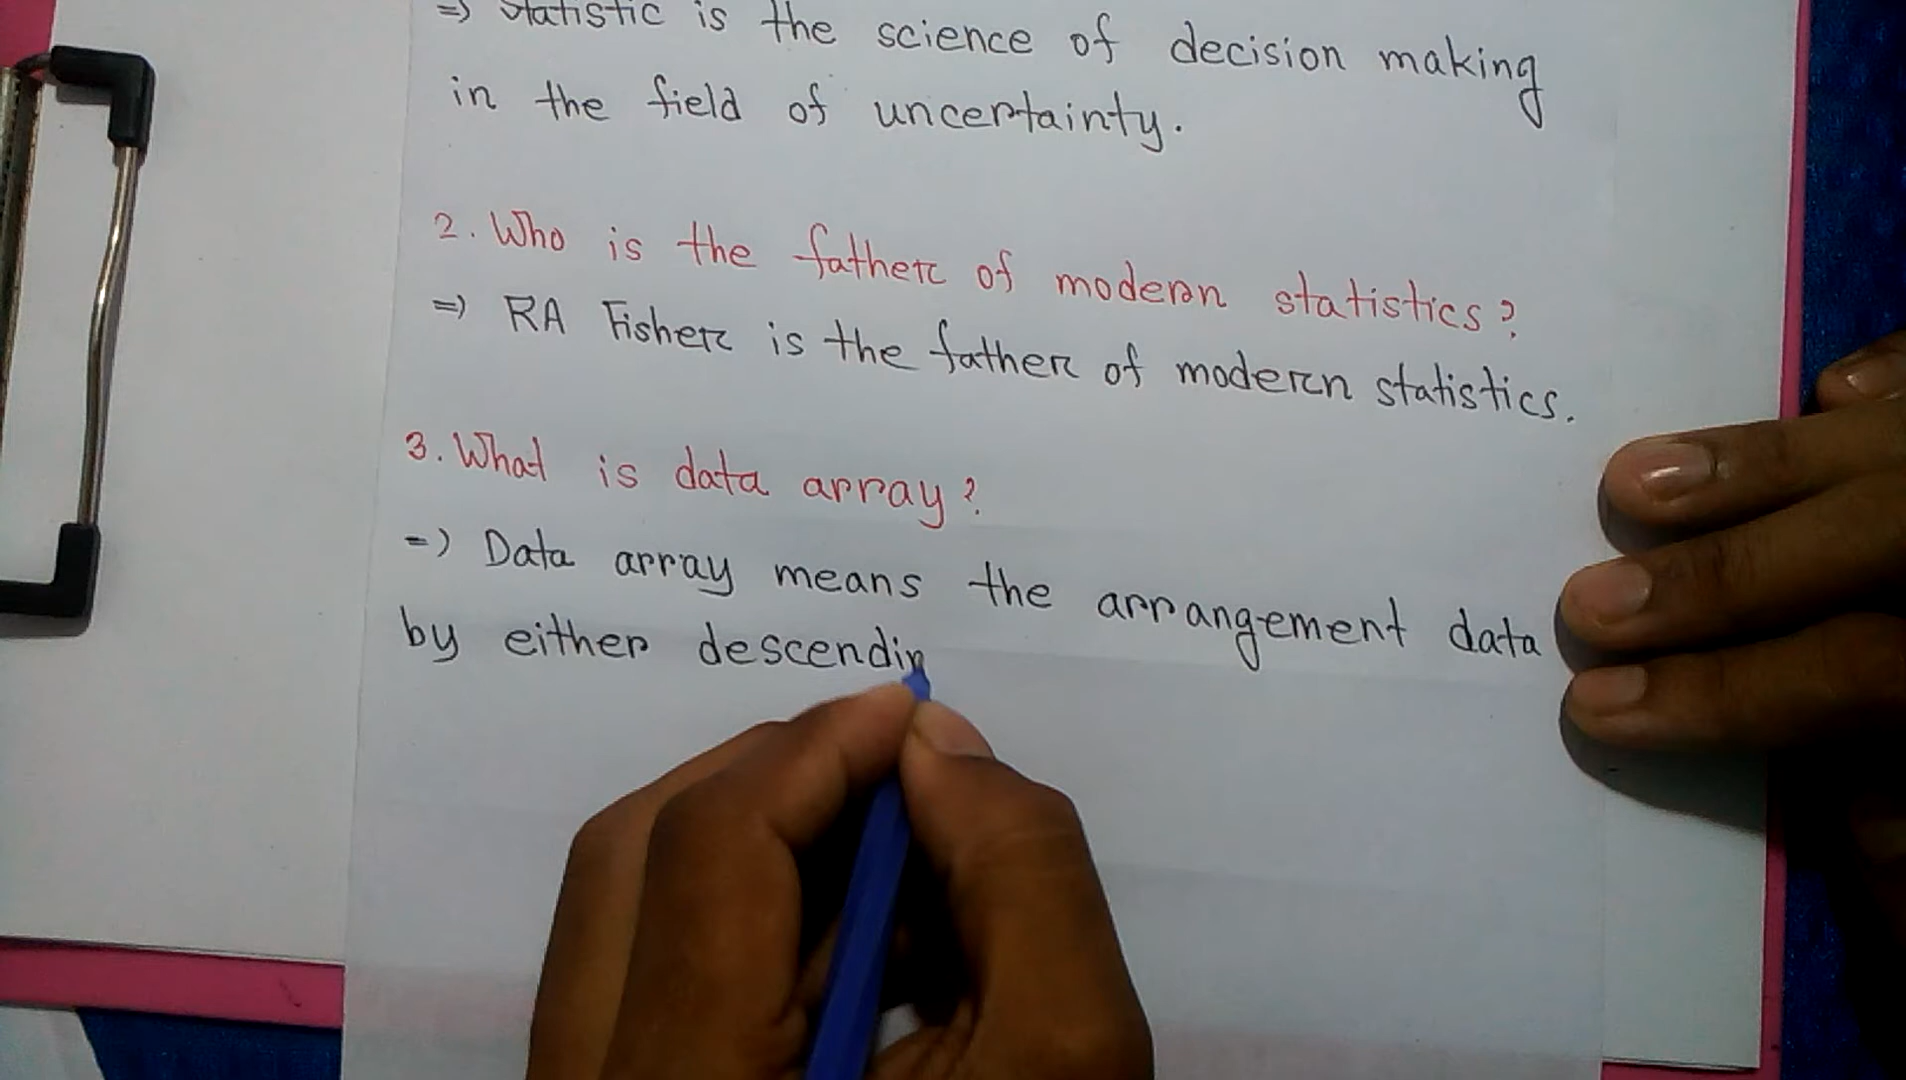 => Statistic is the science of decision making
in the field of uncertainty.
2. Who is the father of modern statistics?
=> RA Fisher is the father of modern statistics.
3. What is data array?
=> Data array means the arrangement data
by either descendin